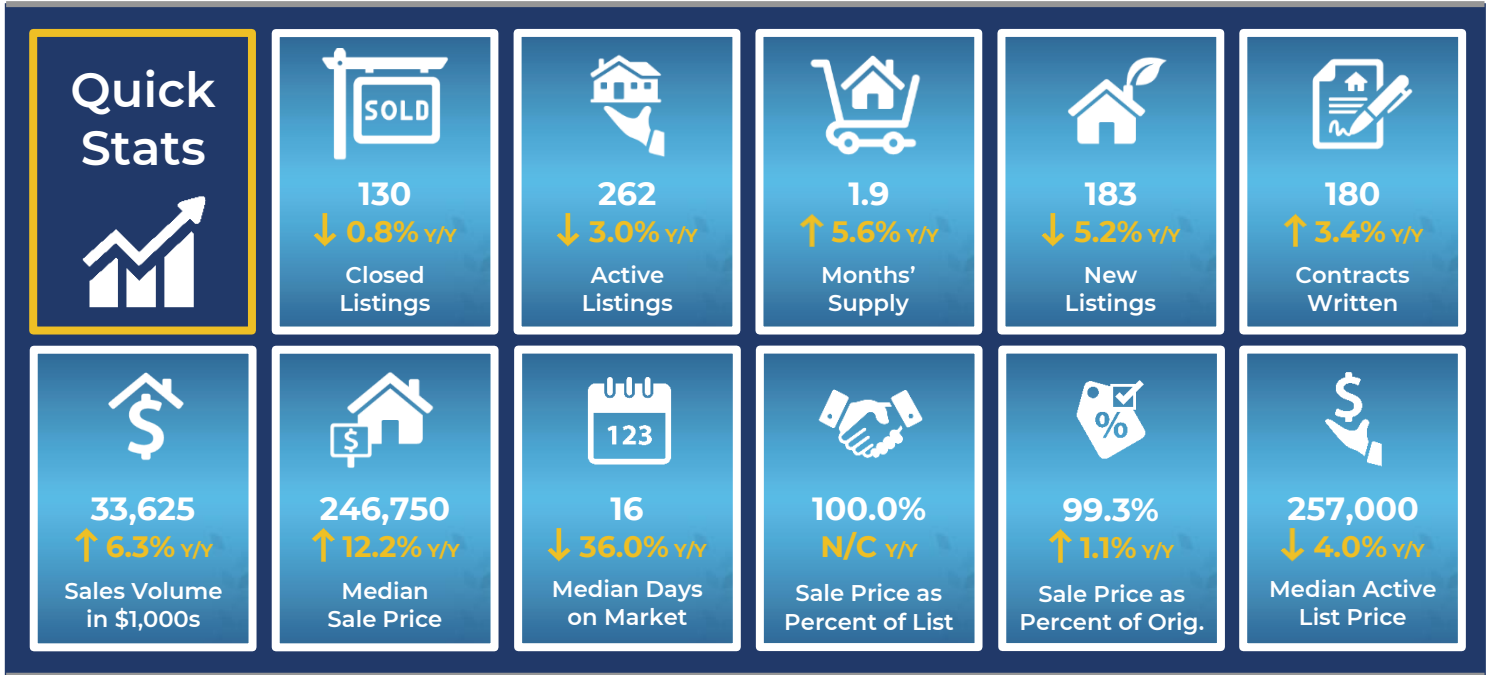 Quick
Stats
SOLD
130
↓ 0.8% Y/Y
Closed
Listings
262
↓ 3.0% Y/Y
Active
Listings
1.9
↑ 5.6% Y/Y
Months’
Supply
183
↓ 5.2% Y/Y
New
Listings
180
↑ 3.4% Y/Y
Contracts
Written
$
33,625
↑ 6.3% Y/Y
Sales Volume
in $1,000s
$
246,750
↑ 12.2% Y/Y
Median
Sale Price
123
16
↓ 36.0% Y/Y
Median Days
on Market
100.0%
N/C Y/Y
Sale Price as
Percent of List
%
99.3%
↑ 1.1% Y/Y
Sale Price as
Percent of Orig.
$
257,000
↓ 4.0% Y/Y
Median Active
List Price